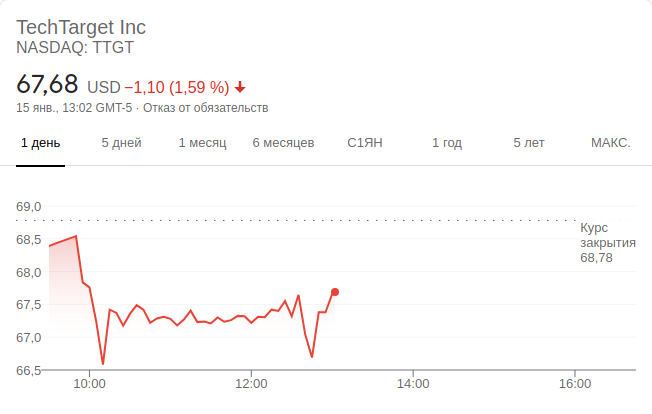 TechTarget Inc
NASDAQ: TTGT
67,68 USD −1,10 (1,59 %)
15 янв., 13:02 GMT-5 · Отказ от обязательств
1 день 5 дней 1 месяц 6 месяцев С1ЯН 1 год 5 лет МАКС.
69,0
Курс
закрытия
68,78
68,5
68,0
67,5
67,0
66,5
10:00 12:00 14:00 16:00